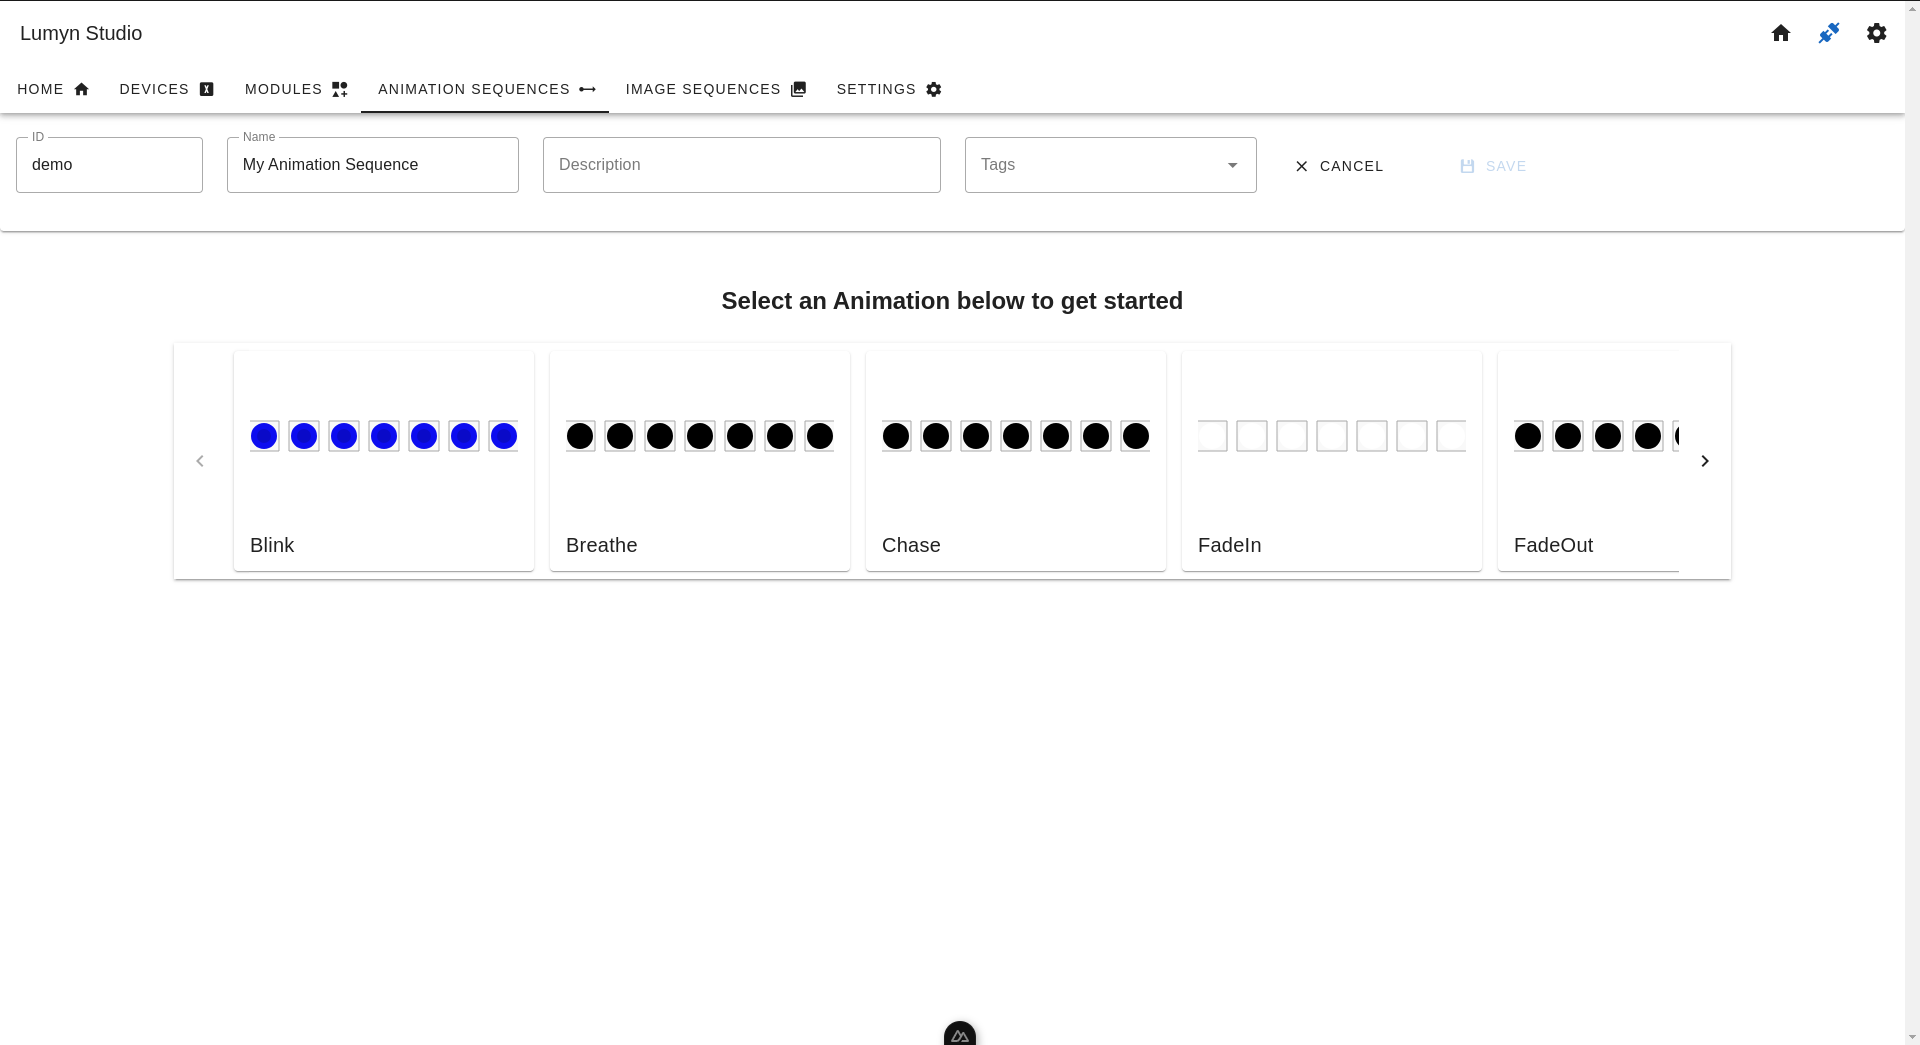 Lumyn Studio
HOME DEVICES MODULES ANIMATION SEQUENCES IMAGE SEQUENCES SETTINGS
ID Name
demo My Animation Sequence Description Tags CANCEL SAVE
Select an Animation below to get started
Blink Breathe Chase FadeIn FadeOut